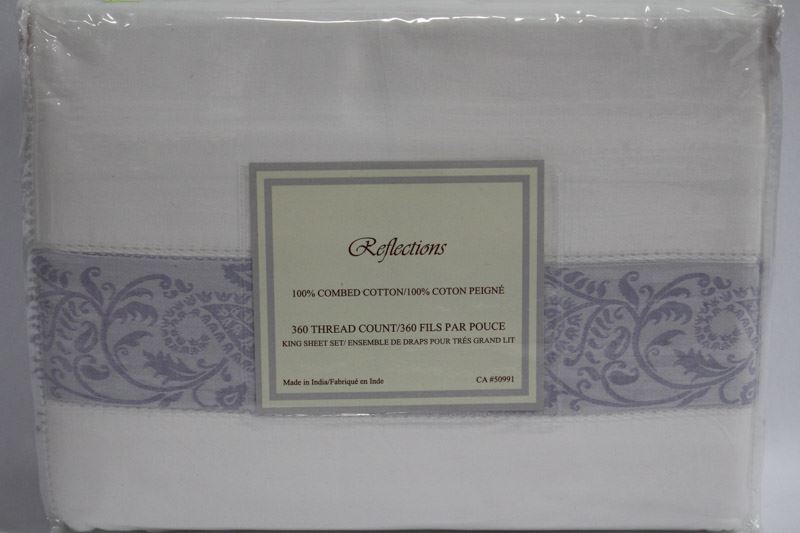 Reflections
100% COMBED COTTON/100% COTON PEIGNÉ
360 THREAD COUNT/360 FILS PAR POUCE
KING SHEET SET/ ENSEMBLE DE DRAPS POUR TRÉS GRAND LIT
Made in India/Fabriqué en Inde CA #50991